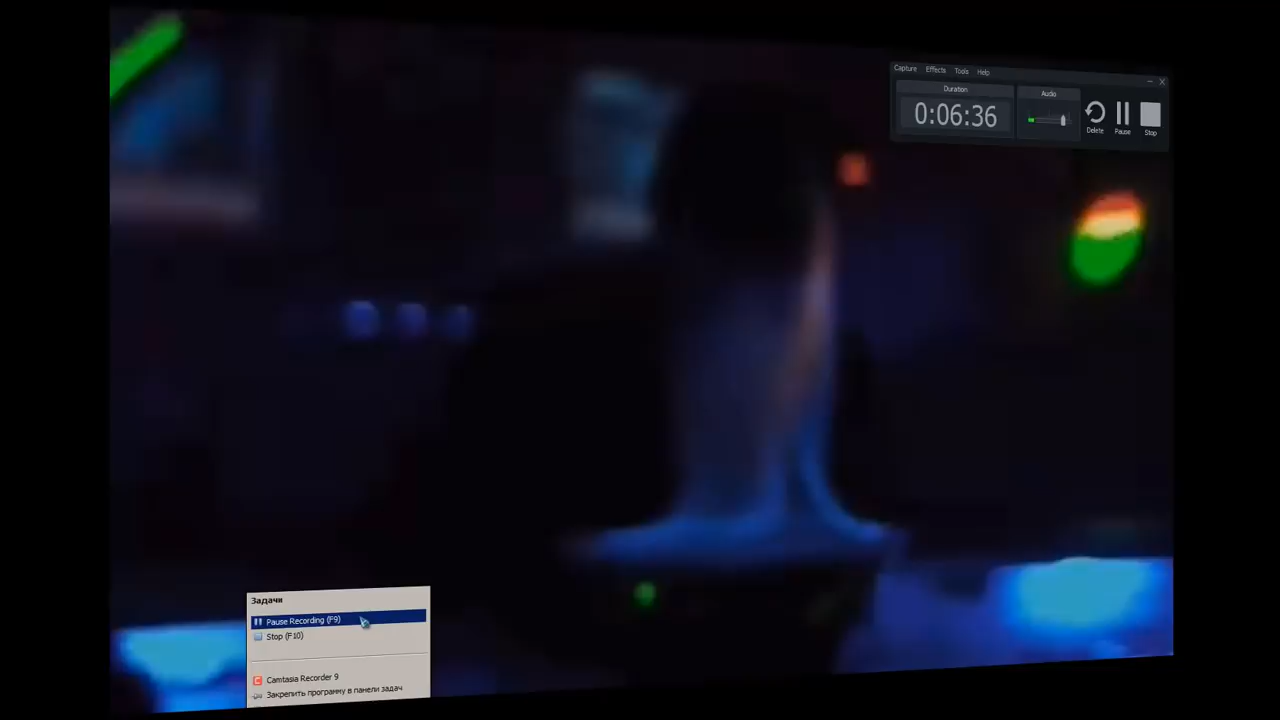 Capture Effects Tools Help
Duration
Audio
0:06:36
Delete
Pause
Stop
Задачи
Pause Recording (F9)
Stop (F10)
Camtasia Recorder 9
Закрепить программу в панели задач